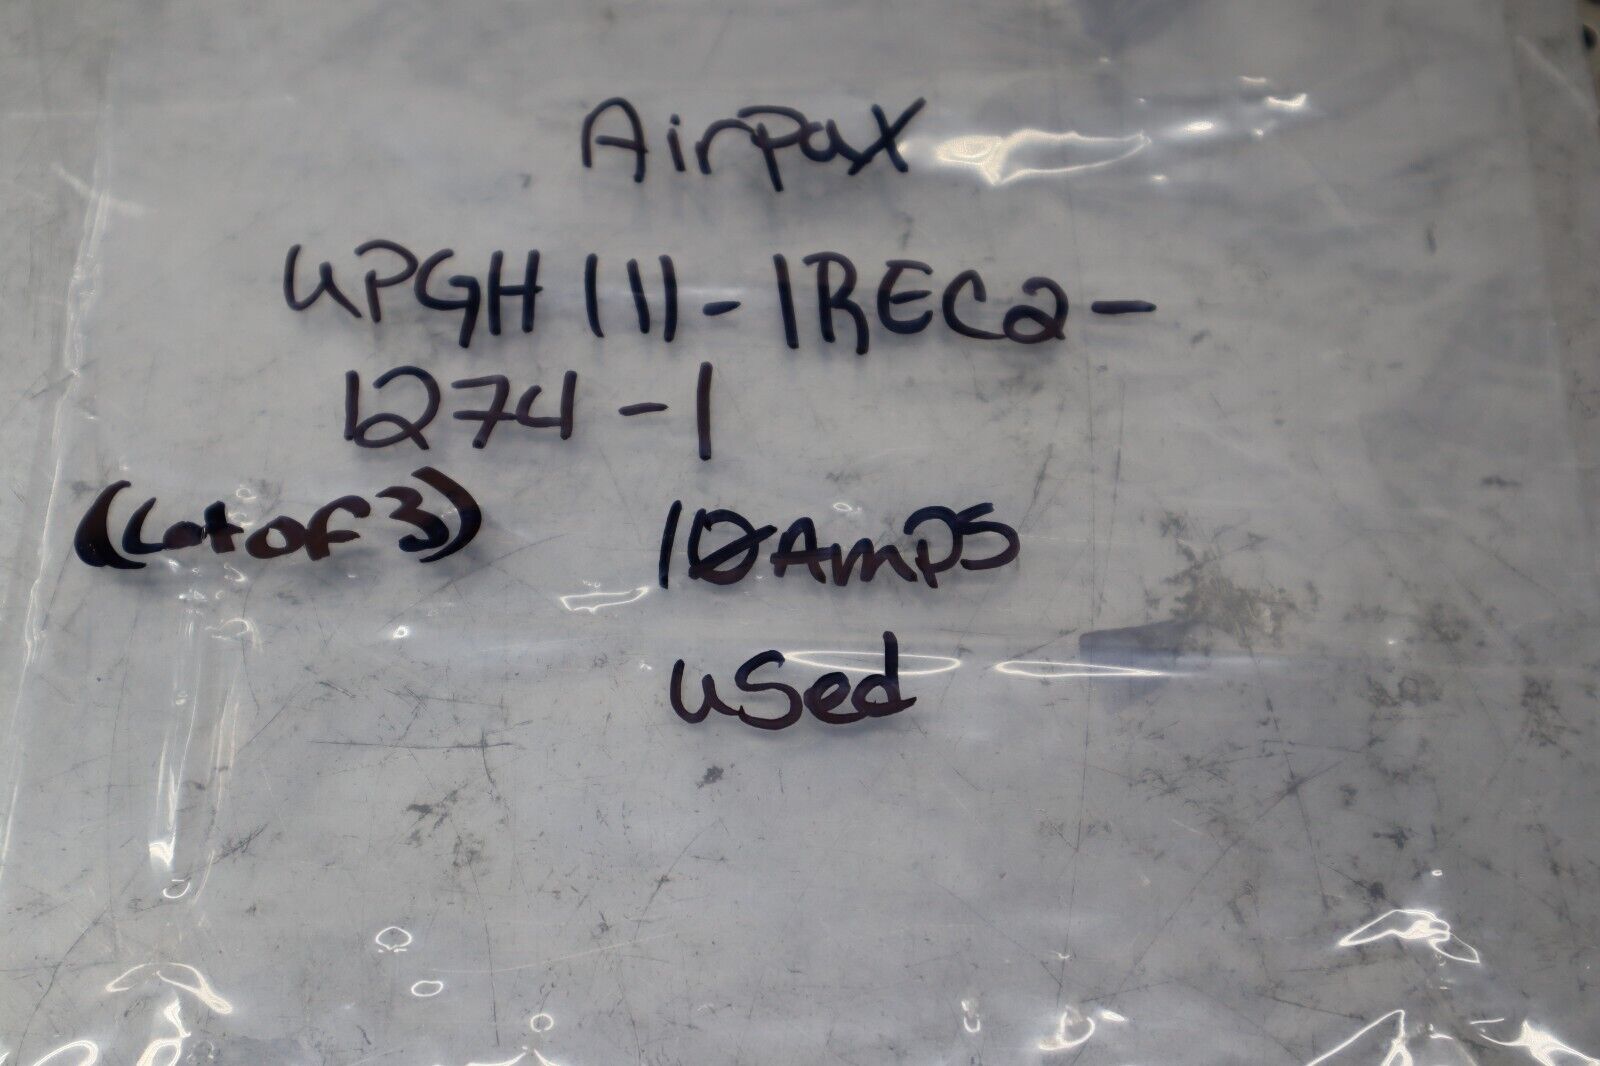 Airpax
UPGH111-1REC2-
1274-1
(Lot of 3) 10Amps
uSed